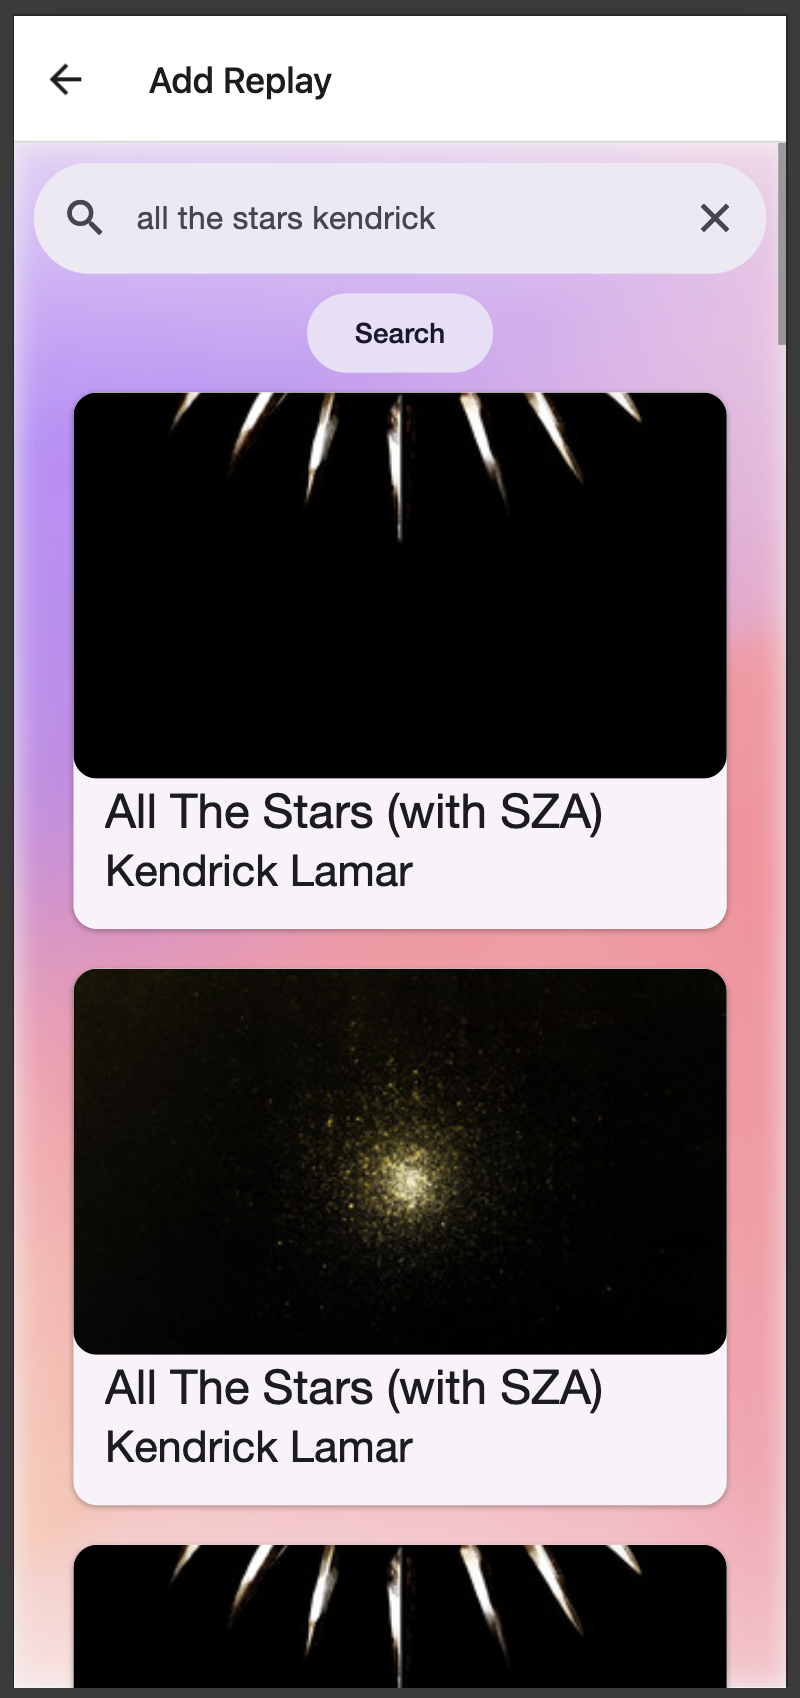 Add Replay
all the stars kendrick
Search
All The Stars (with SZA)
Kendrick Lamar
All The Stars (with SZA)
Kendrick Lamar